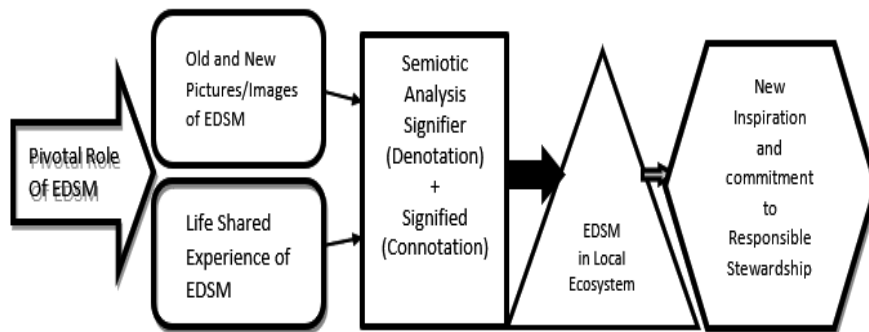 Pivotal Role
Of EDSM
Old and New
Pictures/Images
of EDSM
Life Shared
Experience of
EDSM
Semiotic
Analysis
Signifier
(Denotation)
+
Signified
(Connotation)
EDSM
in Local
Ecosystem
New
Inspiration
and
commitment
to
Responsible
Stewardship